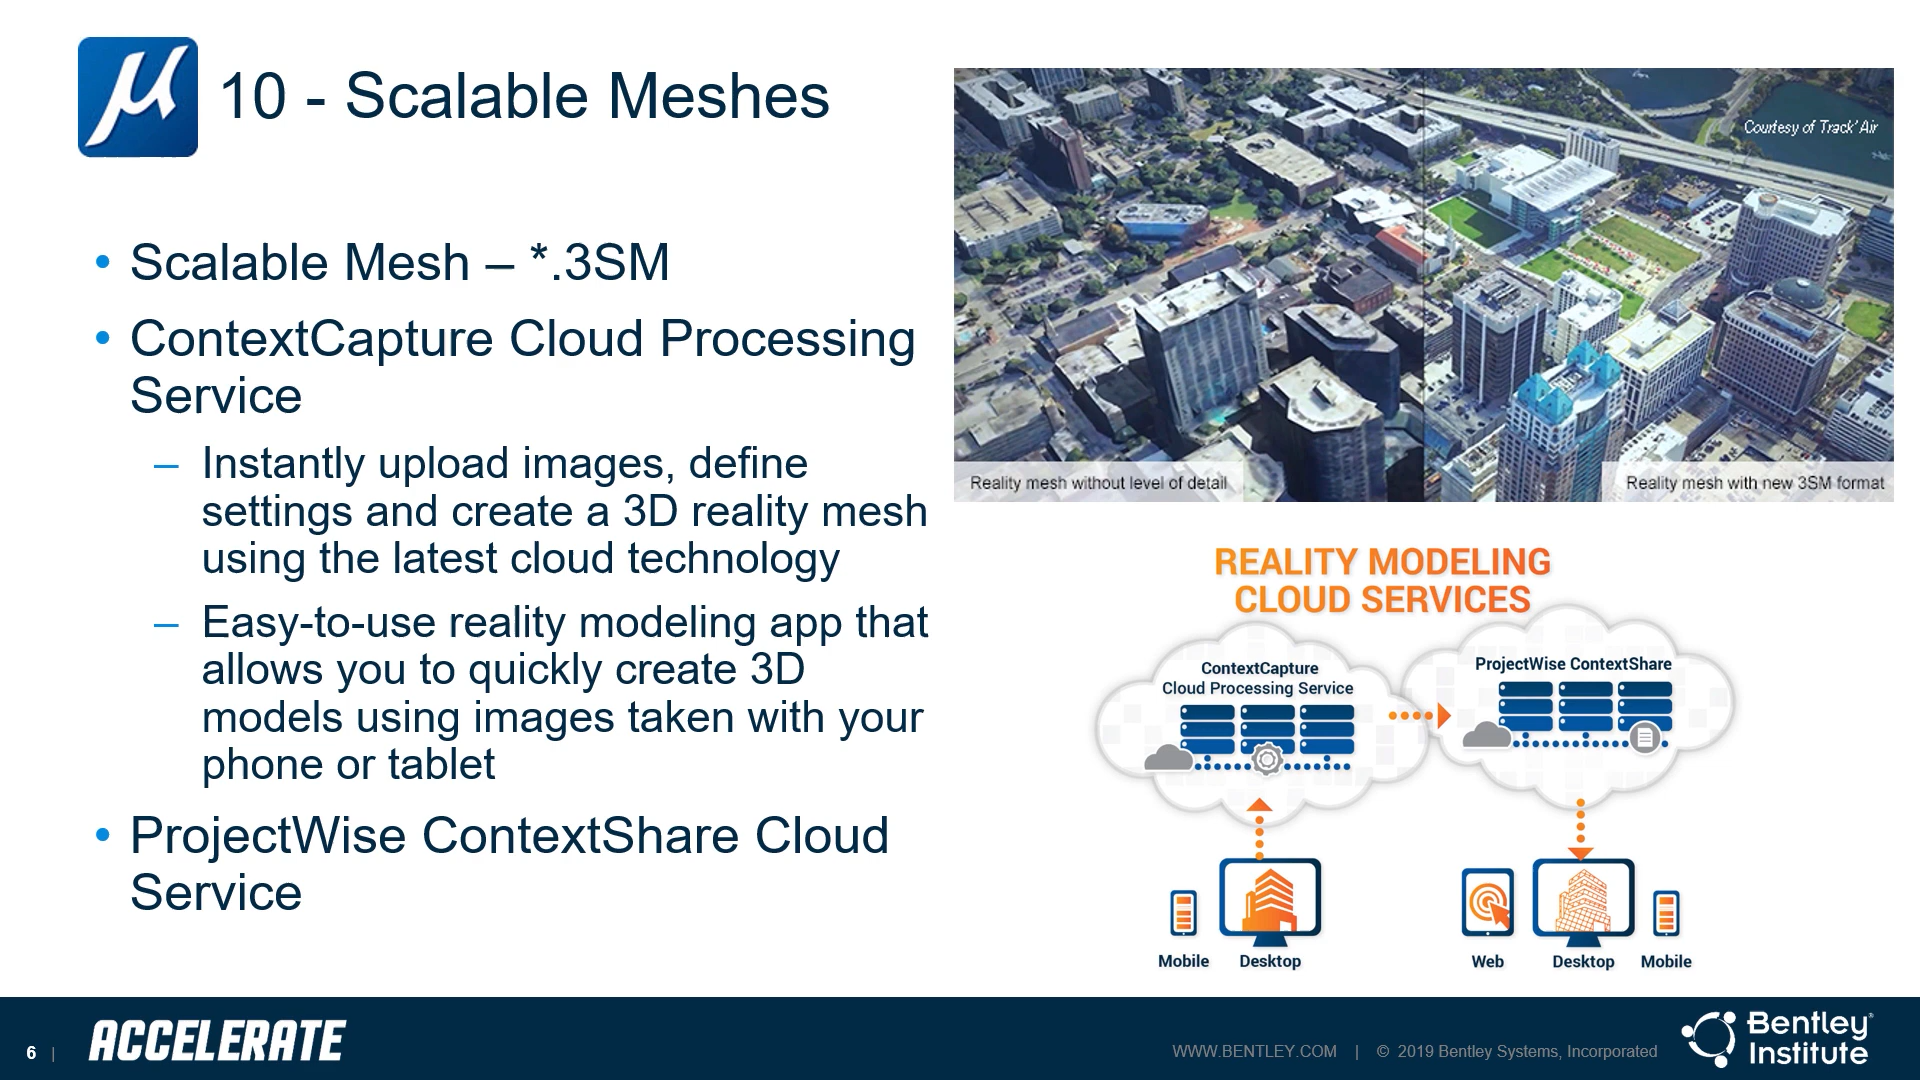 µ
10 - Scalable Meshes
• Scalable Mesh – *.3SM
• ContextCapture Cloud Processing
Service
– Instantly upload images, define
settings and create a 3D reality mesh
using the latest cloud technology
– Easy-to-use reality modeling app that
allows you to quickly create 3D
models using images taken with your
phone or tablet
• ProjectWise ContextShare Cloud
Service
Courtesy of Track' Air
Reality mesh without level of detail
Reality mesh with new 3SM format
REALITY MODELING
CLOUD SERVICES
ContextCapture
Cloud Processing Service
ProjectWise ContextShare
Mobile
Desktop
Web
Desktop
Mobile
6 |
ACCELERATE
WWW.BENTLEY.COM | © 2019 Bentley Systems, Incorporated
Bentley®
Institute